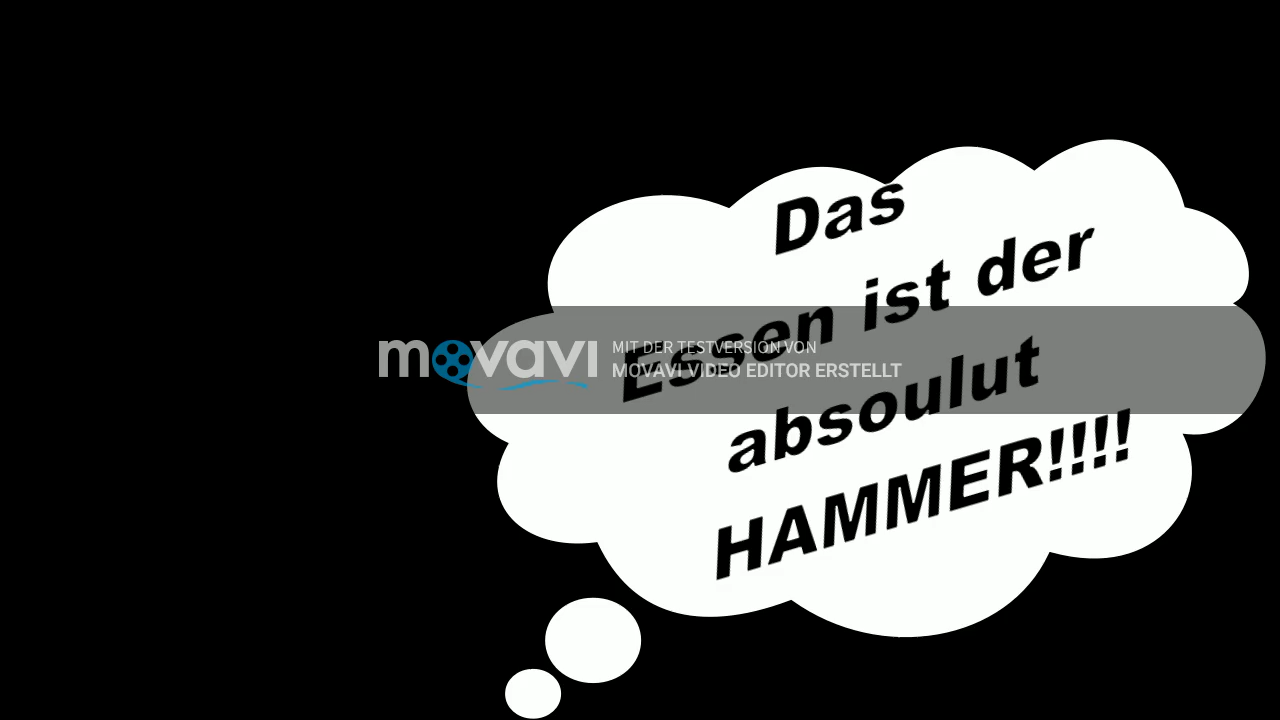 Das
Essen ist der
absoulut
HAMMER!!!!
movavi
MIT DER TESTVERSION VON
MOVAVI VIDEO EDITOR ERSTELLT